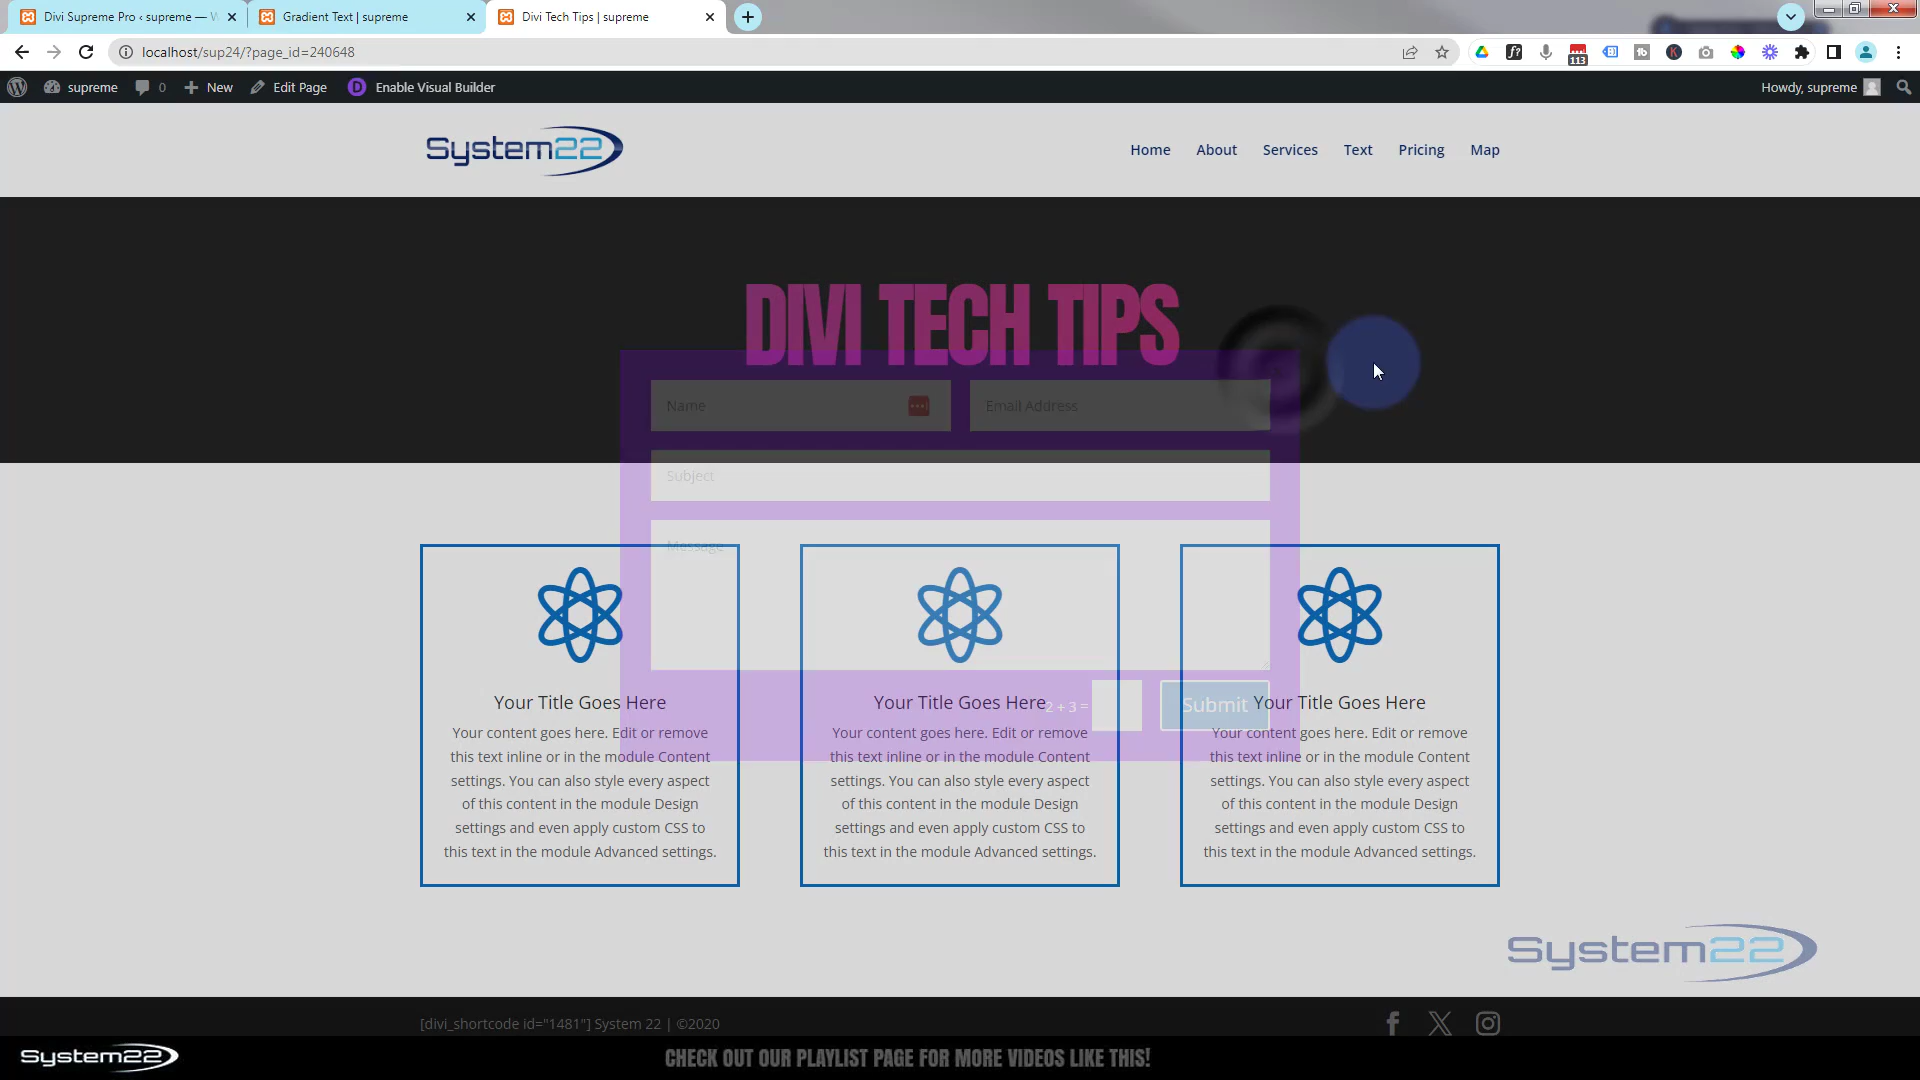 Divi Supreme Pro ‹ supreme —
Gradient Text | supreme
Divi Tech Tips | supreme
localhost/sup24/?page_id=240648
113
supreme
0
New
Edit Page
D
Enable Visual Builder
Howdy, supreme
System22
Home
About
Services
Text
Pricing
Map
DIVI TECH TIPS
Name
Email Address
Subject
Message
2 + 3 =
Submit
Your Title Goes Here
Your content goes here. Edit or remove
this text inline or in the module Content
settings. You can also style every aspect
of this content in the module Design
settings and even apply custom CSS to
this text in the module Advanced settings.
Your Title Goes Here
Your content goes here. Edit or remove
this text inline or in the module Content
settings. You can also style every aspect
of this content in the module Design
settings and even apply custom CSS to
this text in the module Advanced settings.
Your Title Goes Here
Your content goes here. Edit or remove
this text inline or in the module Content
settings. You can also style every aspect
of this content in the module Design
settings and even apply custom CSS to
this text in the module Advanced settings.
System22
[divi_shortcode id="1481"] System 22 | ©2020
System22
CHECK OUT OUR PLAYLIST PAGE FOR MORE VIDEOS LIKE THIS!